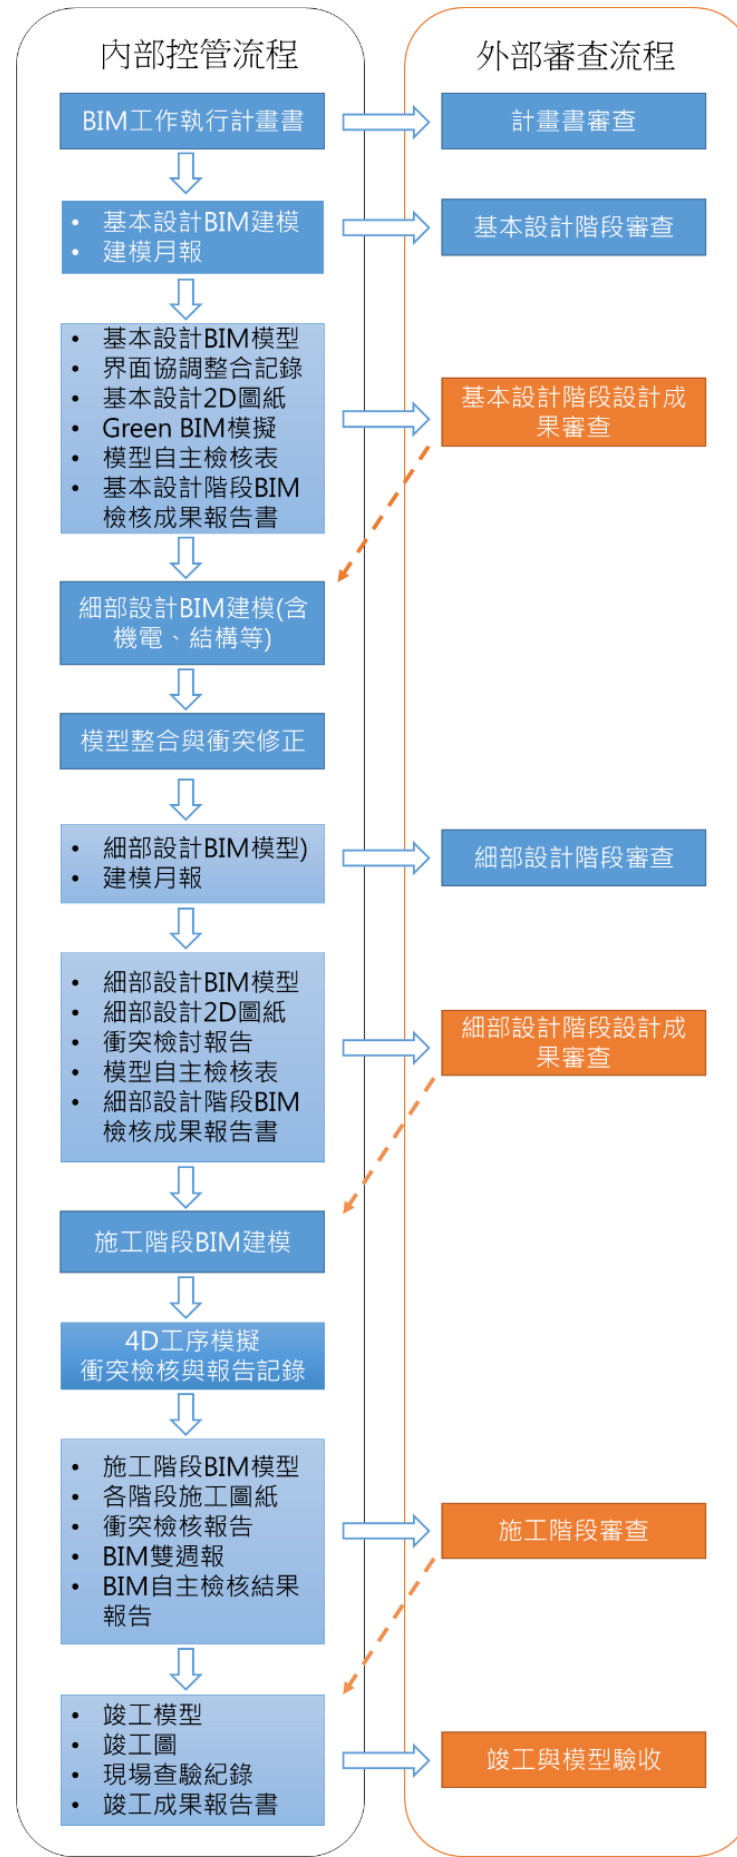 內部控管流程
外部審查流程
BIM工作執行計畫書
計畫書審查
• 基本設計BIM建模
• 建模月報
基本設計階段審查
• 基本設計BIM模型
• 界面協調整合記錄
• 基本設計2D圖紙
• Green BIM模擬
• 模型自主檢核表
• 基本設計階段BIM
檢核成果報告書
基本設計階段設計成
果審查
細部設計BIM建模(含
機電、結構等)
模型整合與衝突修正
• 細部設計BIM模型)
• 建模月報
細部設計階段審查
• 細部設計BIM模型
• 細部設計2D圖紙
• 衝突檢討報告
• 模型自主檢核表
• 細部設計階段BIM
檢核成果報告書
細部設計階段設計成
果審查
施工階段BIM建模
4D工序模擬
衝突檢核與報告記錄
• 施工階段BIM模型
• 各階段施工圖紙
• 衝突檢核報告
• BIM雙週報
• BIM自主檢核結果
報告
施工階段審查
• 竣工模型
• 竣工圖
• 現場查驗紀錄
• 竣工成果報告書
竣工與模型驗收